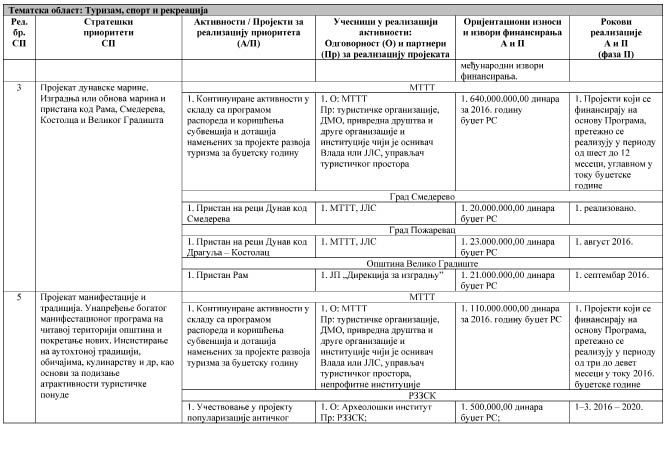 Тематска област: Туризам, спорт и рекреација
Рел. бр. СП
Стратешки приоритети СП
Активности / Пројекти за реализацију приоритета (А/П)
Учесници у реализацији активности: Одговорност (О) и партнери (Пр) за реализацију пројеката
Оријентациони износи и извори финансирања А и П
Рокови реализације А и П (фаза II)
међународни извори финансирања.
МТТТ
3
Пројекат дунавске марине.
Изградња или обнова марина и
пристана код Рама, Смедерева,
Костолца и Великог Градишта
1. Континуиране активности у
складу са програмом
распореда и коришћења
субвенција и дотација
намењених за пројекте развоја
туризма за буџетску годину
1. О: МТТТ
Пр: туристичке организације,
ДМО, привредна друштва и
друге организације и
институције чији је оснивач
Влада или ЈЛС, управљач
туристичког простора
1. 640.000.000,00 динара
за 2016. годину
буџет РС
1. Пројекти који се
финансирају на
основу Програма,
претежно се
реализују у периоду
од шест до 12
месеци, углавном у
току буџетске
године
Град Смедерево
1. Пристан на реци Дунав код
Смедерева
1. МТТТ, ЈЛС
1. 20.000.000,00 динара
буџет РС
1. реализовано.
Град Пожаревац
1. Пристан на реци Дунав код
Драгуља – Костолац
1. МТТТ, ЈЛС
1. 23.000.000,00 динара
буџет РС
1. август 2016.
Општина Велико Градиште
1. Пристан Рам
1. ЈП „Дирекција за изградњу”
1. 21.000.000,00 динара
буџет РС
1. септембар 2016.
МТТТ
5
Пројекат манифестације и
традиција. Унапређење богатог
манифестационог програма на
читавој територији општина и
покретање нових. Инсистирање
на аутохтоној традицији,
обичајима, кулинарству и др, као
основи за подизање
атрактивности туристичке
понуде
1. Континуиране активности у
складу са програмом
распореда и коришћења
субвенција и дотација
намењених за пројекте развоја
туризма за буџетску годину
1. О: МТТТ
Пр: туристичке организације,
ДМО, привредна друштва и
друге организације и
институције чији је оснивач
Влада или ЈЛС, управљач
туристичког простора,
непрофитне институције
1. 110.000.000,00 динара
за 2016. годину буџет РС
1. Пројекти који се
финансирају на
основу Програма,
претежно се
реализују у периоду
од три до девет
месеци у току 2016.
буџетске године
РЗЗСК
1. Учествовање у пројекту
популаризације античког
1. О: Археолошки институт
Пр: РЗЗСК;
1. 500.000,00 динара
буџет РС;
1–3. 2016 – 2020.